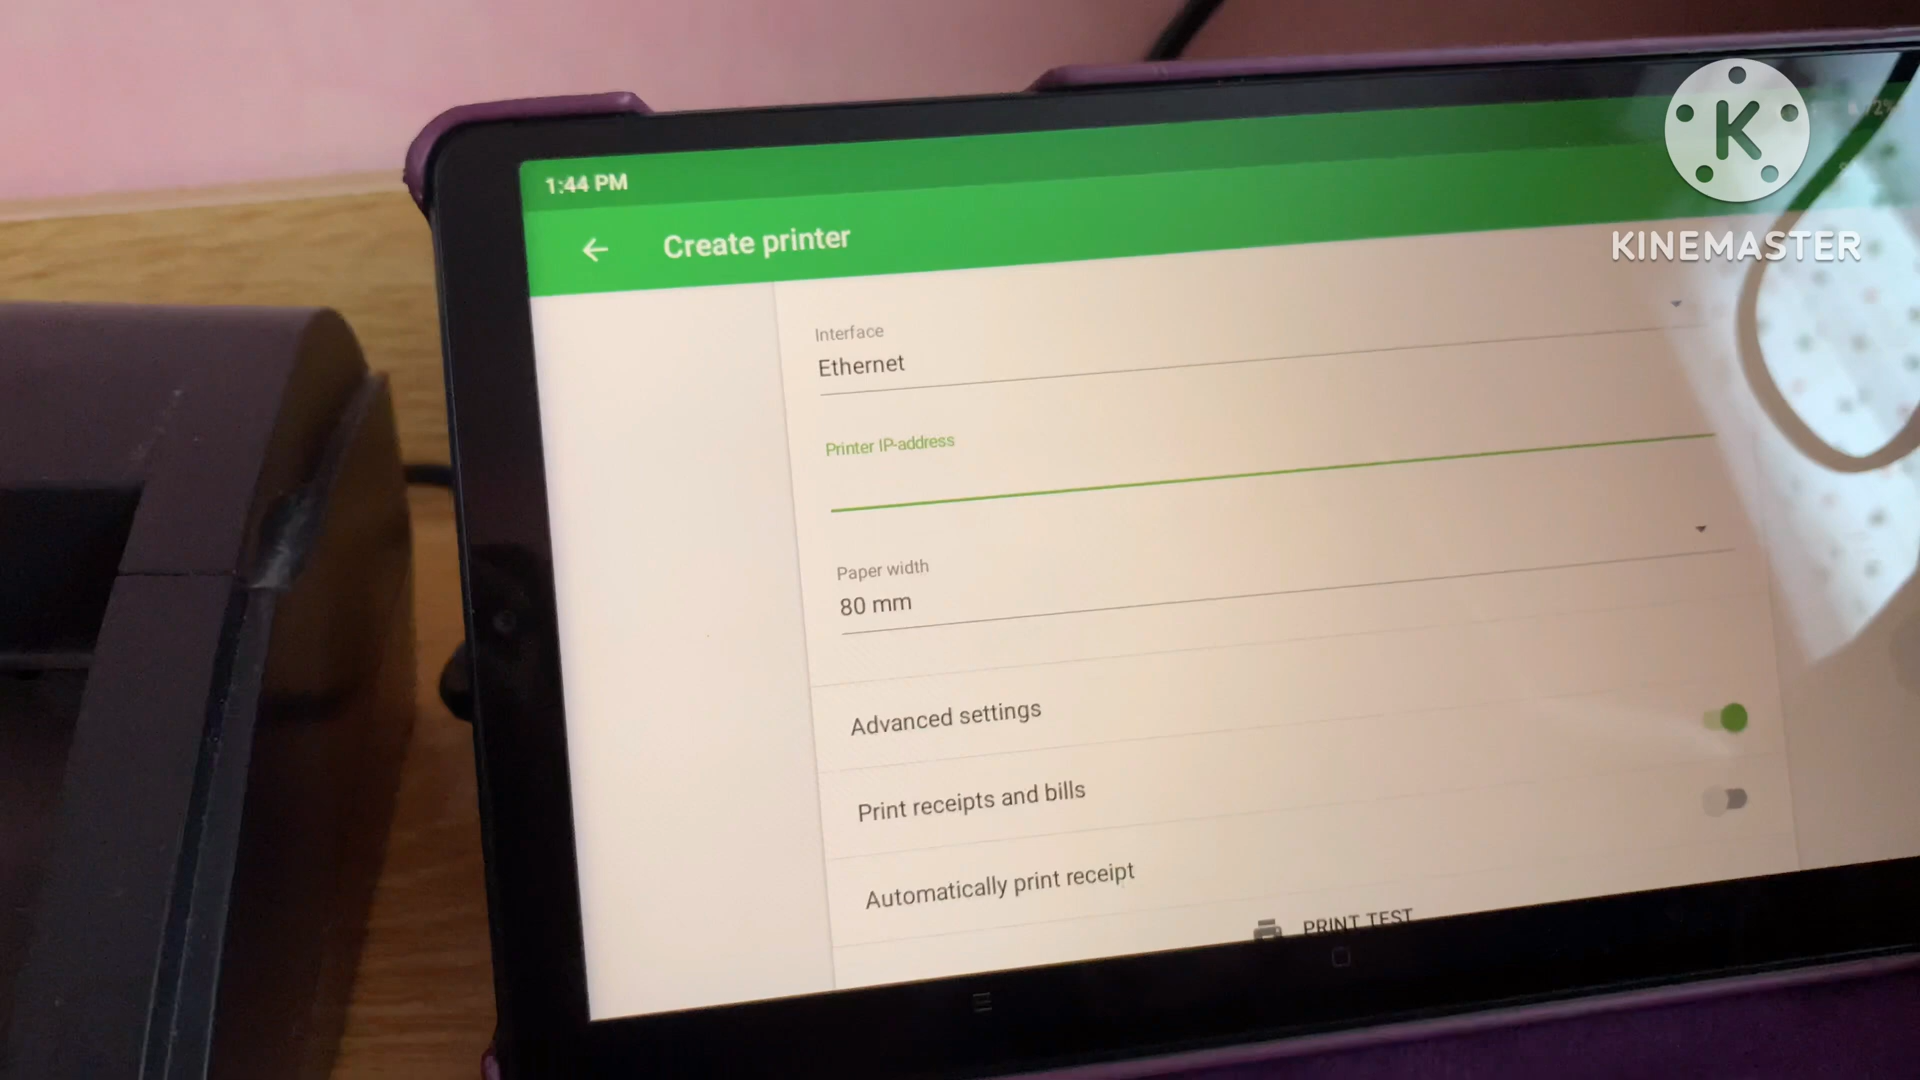 1:44 PM
K
KINEMASTER
Create printer
Interface
Ethernet
Printer IP-address
Paper width
80 mm
Advanced settings
Print receipts and bills
Automatically print receipt
PRINT TEST